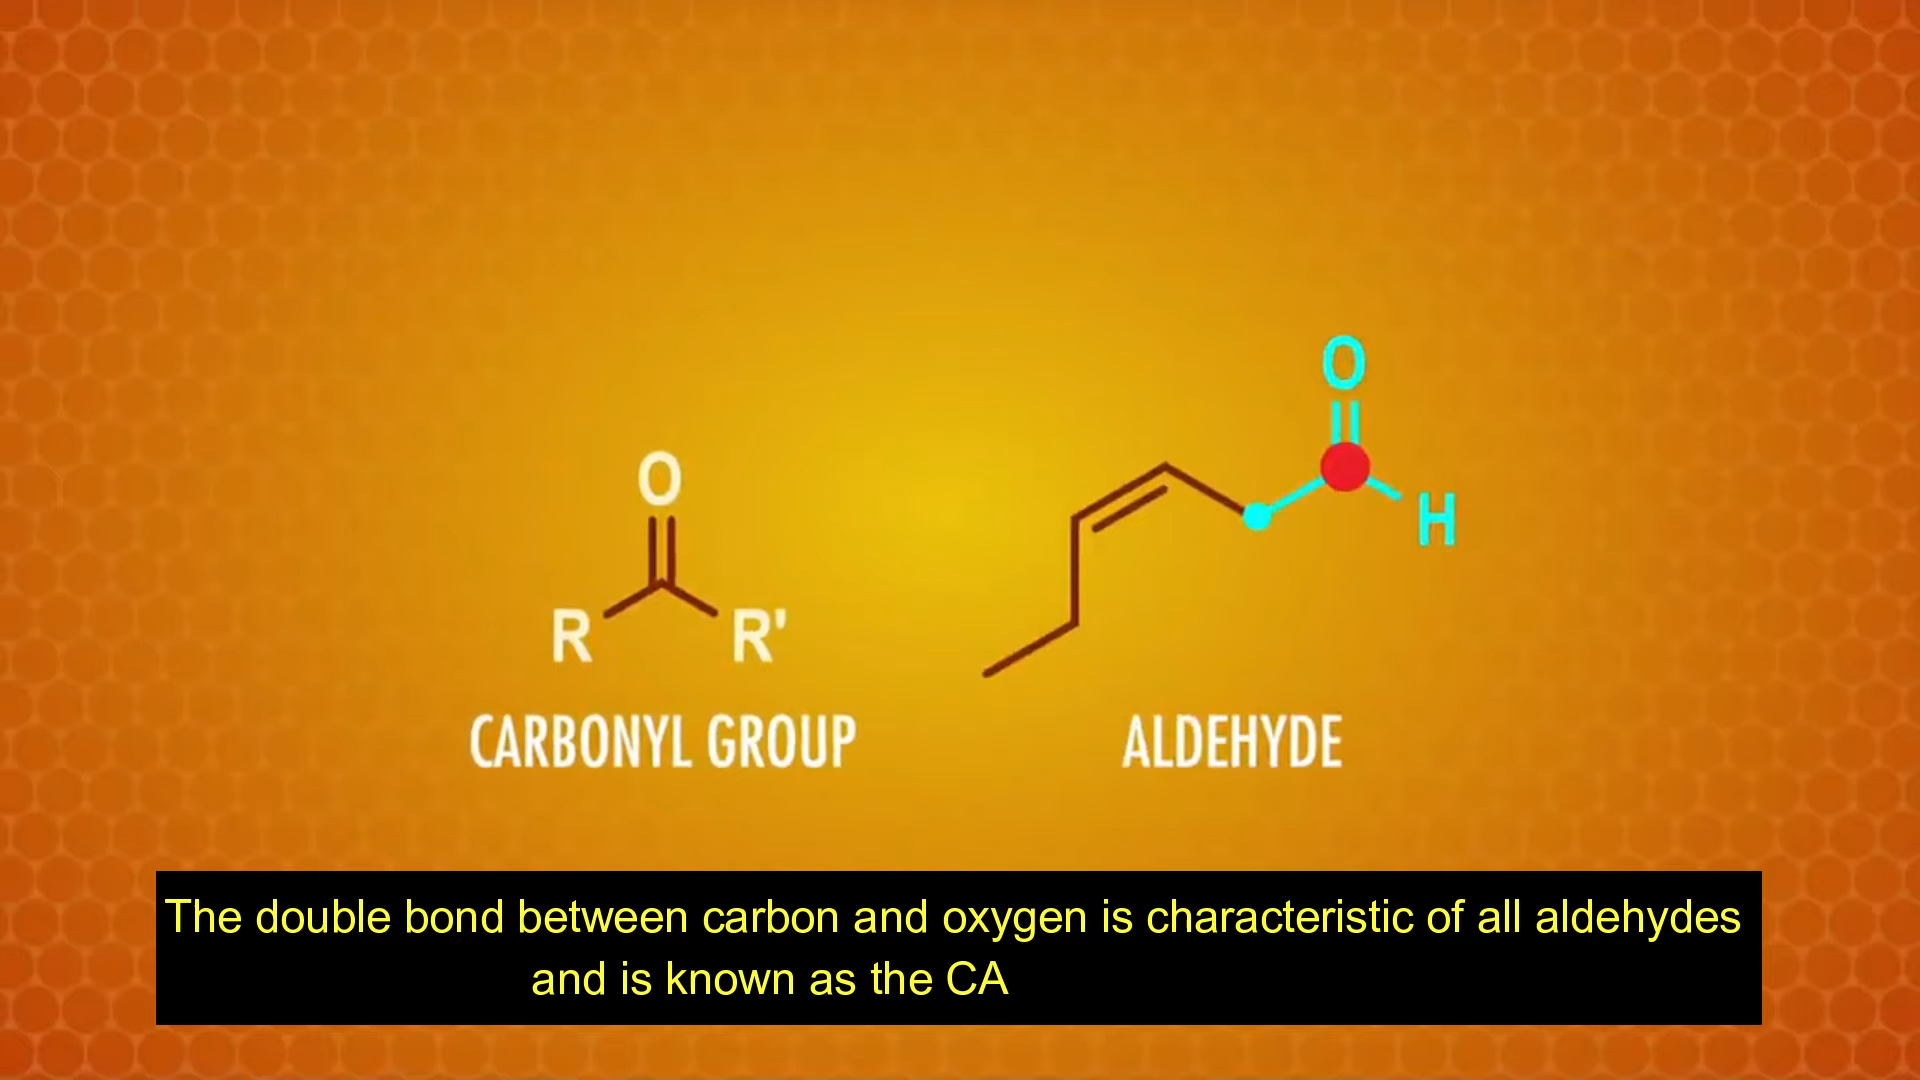 O
O
H
R R'
CARBONYL GROUP ALDEHYDE
The double bond between carbon and oxygen is characteristic of all aldehydes
and is known as the CA